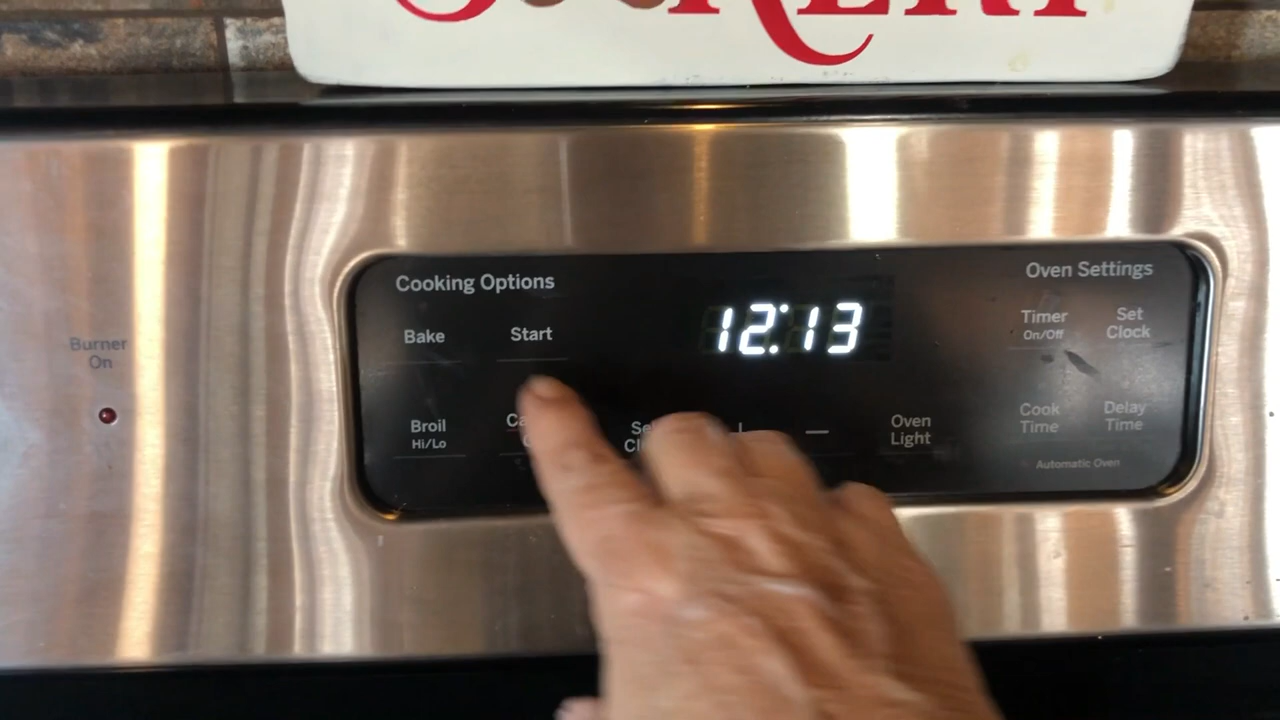 Cooking Options
Oven Settings
Bake
Start
12:13
Timer
On/Off
Set
Clock
Burner
On
Broil
Hi/Lo
+
—
Oven
Light
Cook
Time
Delay
Time
Automatic Oven